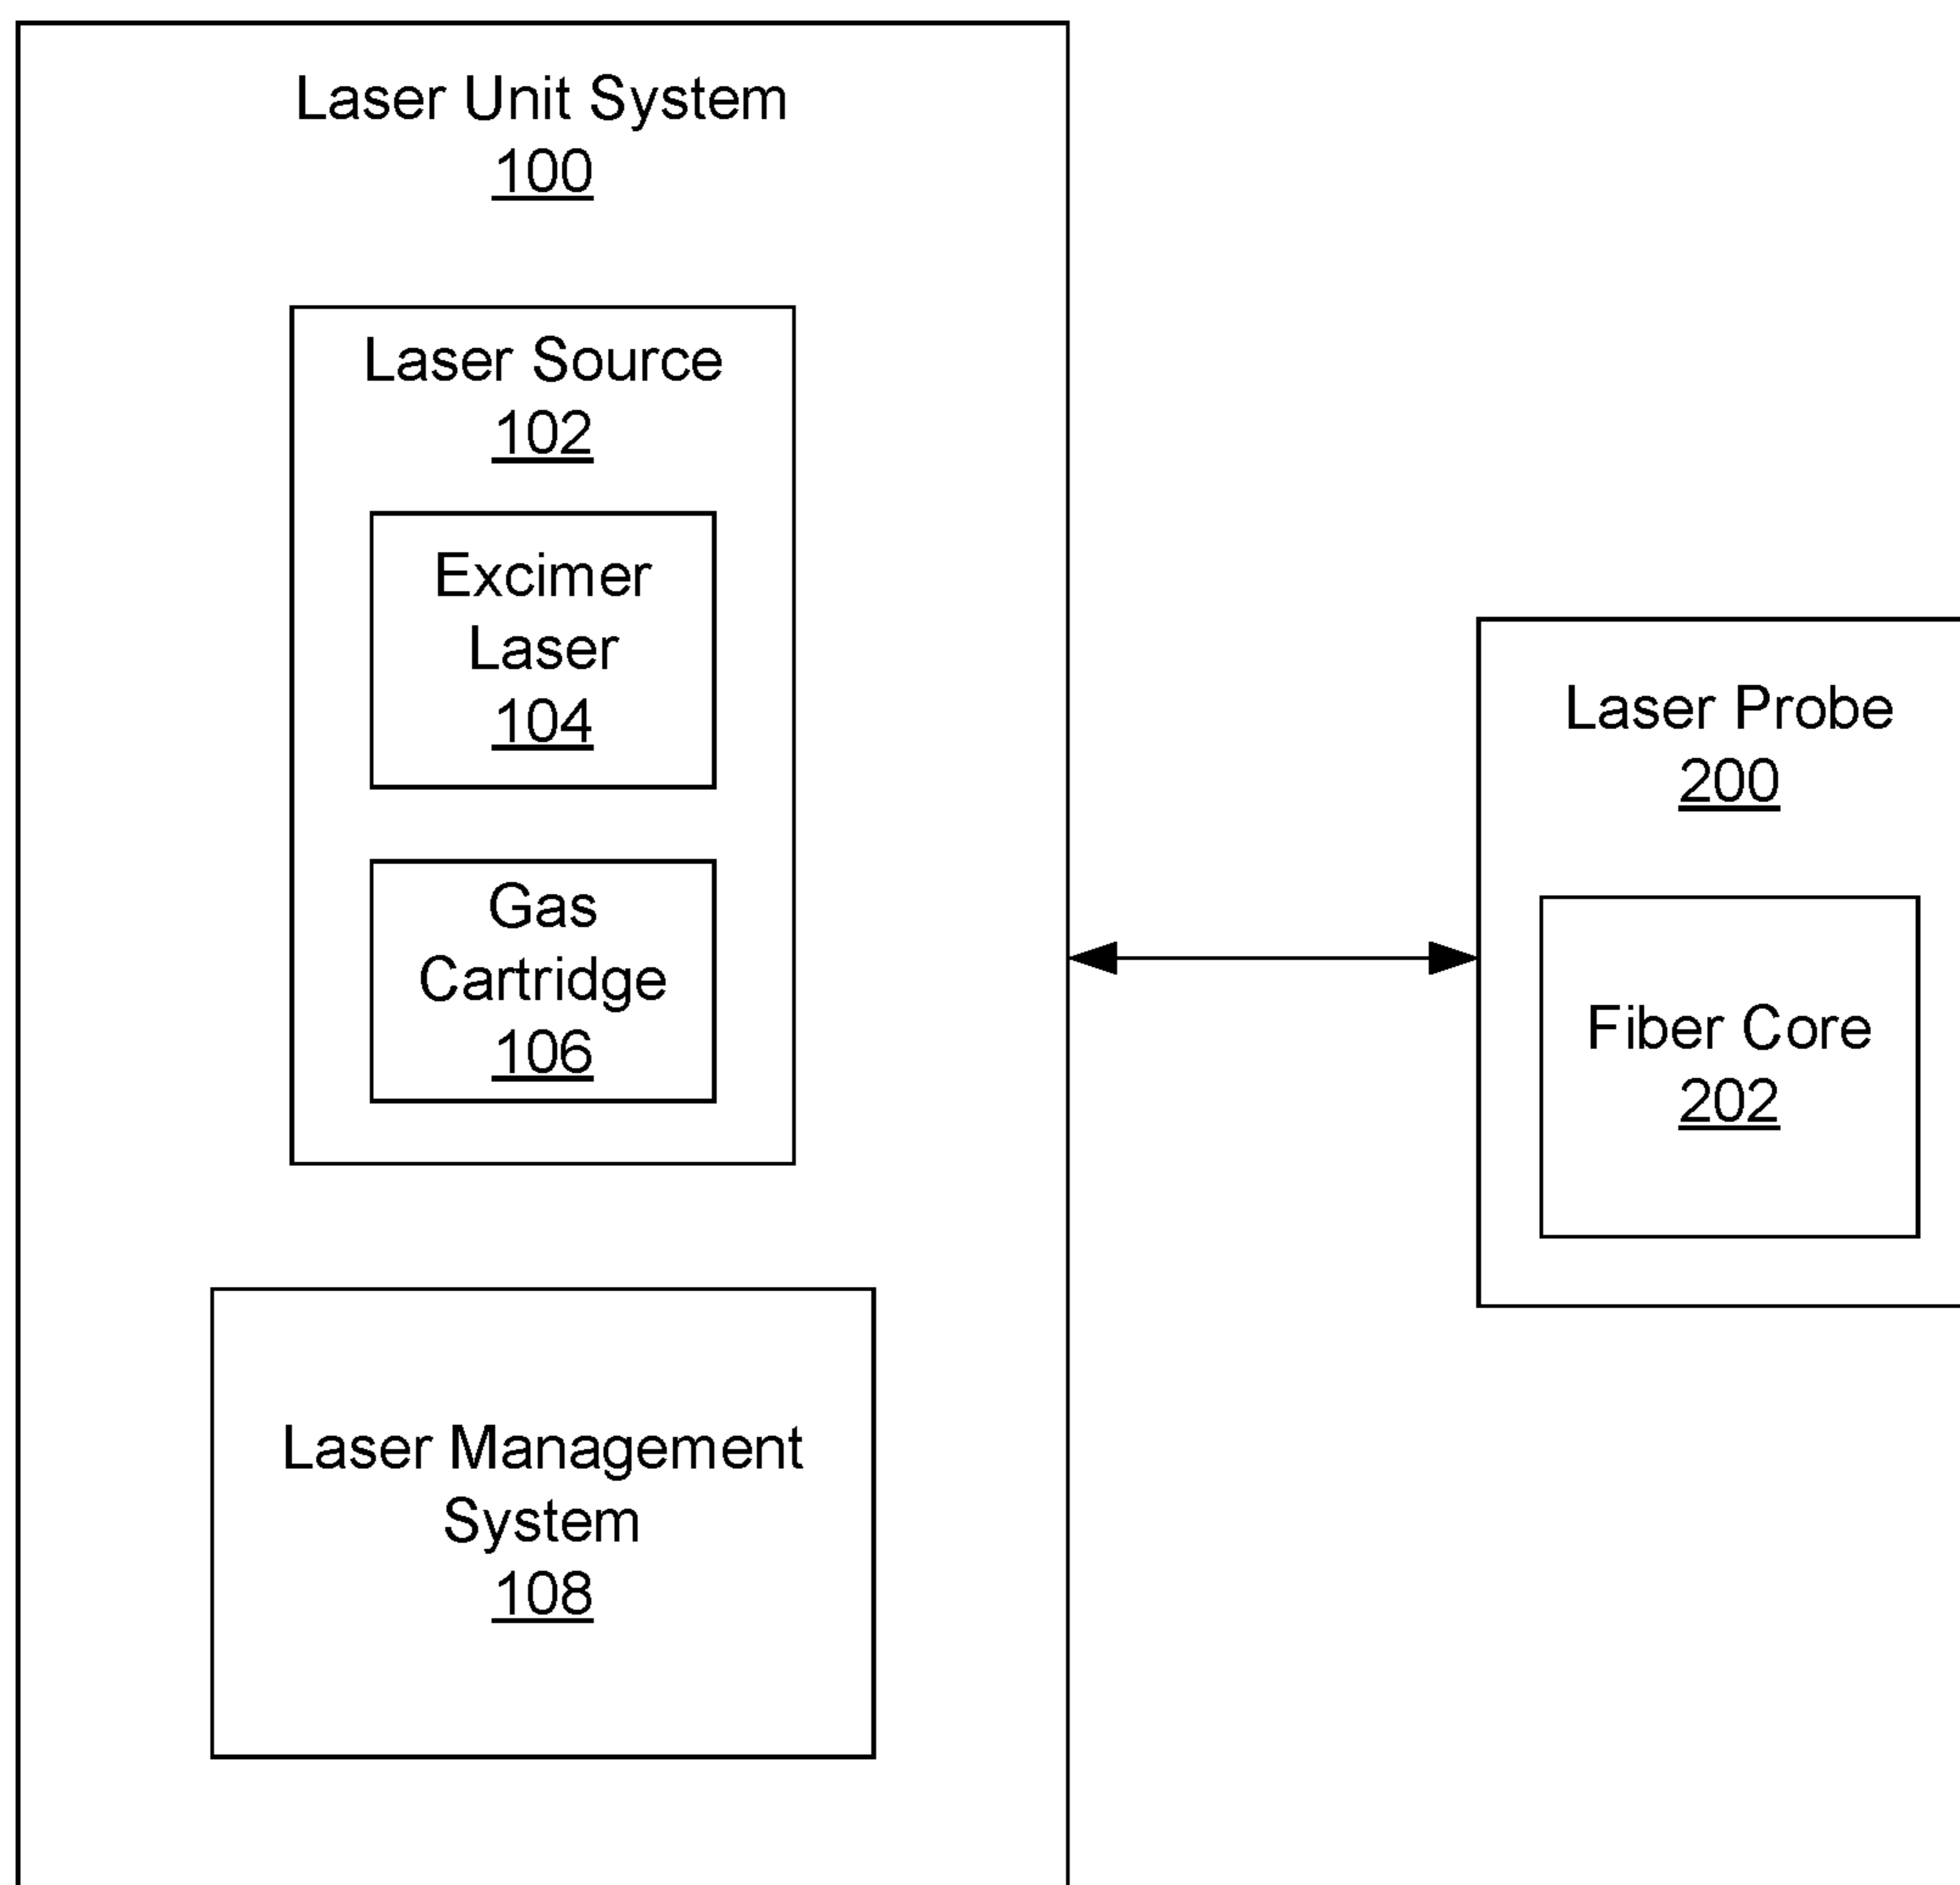 Laser Unit System
100
Laser Source
102
Excimer
Laser
104
Gas
Cartridge
106
Laser Management
System
108
Laser Probe
200
Fiber Core
202